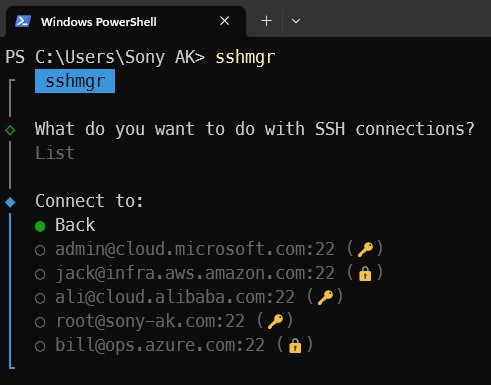 Windows PowerShell
PS C:\Users\Sony AK> sshmgr
sshmgr
What do you want to do with SSH connections?
List
Connect to:
Back
admin@cloud.microsoft.com:22 (🔑)
jack@infra.aws.amazon.com:22 (🔒)
ali@cloud.alibaba.com:22 (🔑)
root@sony-ak.com:22 (🔑)
bill@ops.azure.com:22 (🔒)